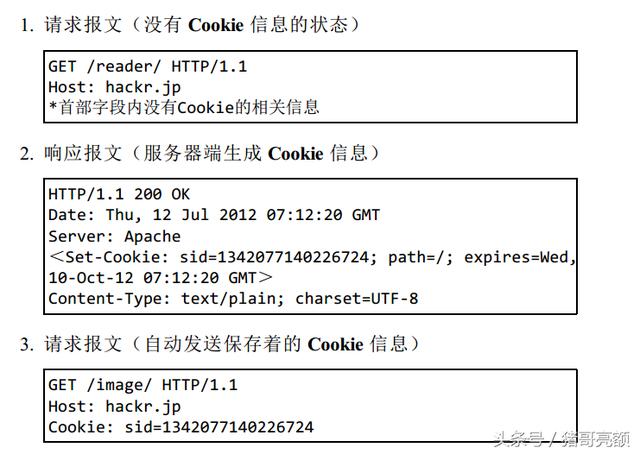 1. 请求报文（没有 Cookie 信息的状态）
GET /reader/ HTTP/1.1
Host: hackr.jp
*首部字段内没有Cookie的相关信息
2. 响应报文（服务器端生成 Cookie 信息）
HTTP/1.1 200 OK
Date: Thu, 12 Jul 2012 07:12:20 GMT
Server: Apache
＜Set-Cookie: sid=1342077140226724; path=/; expires=Wed,
10-Oct-12 07:12:20 GMT＞
Content-Type: text/plain; charset=UTF-8
3. 请求报文（自动发送保存着的 Cookie 信息）
GET /image/ HTTP/1.1
Host: hackr.jp
Cookie: sid=1342077140226724
头条号 / 猪哥亮额